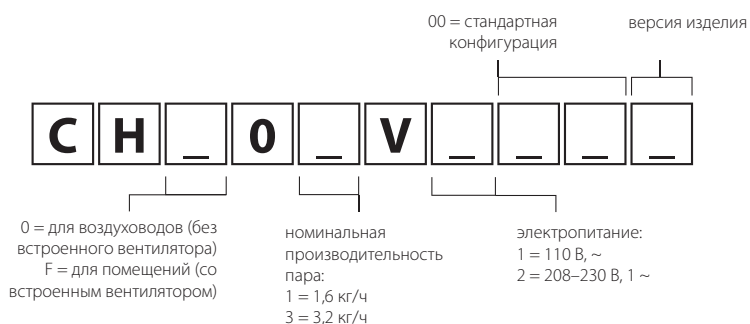 00 = стандартная
конфигурация
версия изделия
C H _ 0 _ V _ _ _ _
0 = для воздуховодов (без
встроенного вентилятора)
F = для помещений (со
встроенным вентилятором)
номинальная
производительность
пара:
1 = 1,6 кг/ч
3 = 3,2 кг/ч
электропитание:
1 = 110 В, ~
2 = 208–230 В, 1 ~